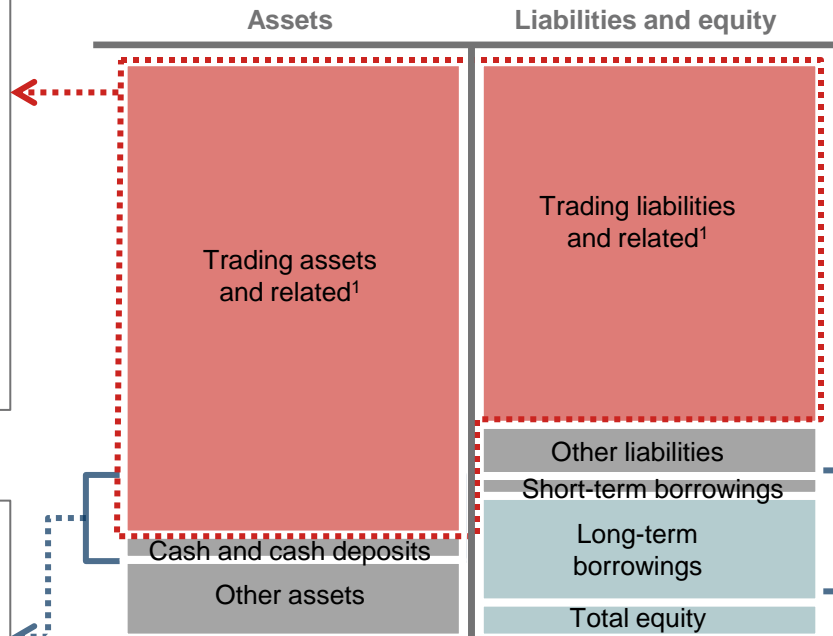 Assets
Liabilities and equity
Trading assets
and related¹
Cash and cash deposits
Other assets
Trading liabilities
and related¹
Other liabilities
Short-term borrowings
Long-term
borrowings
Total equity